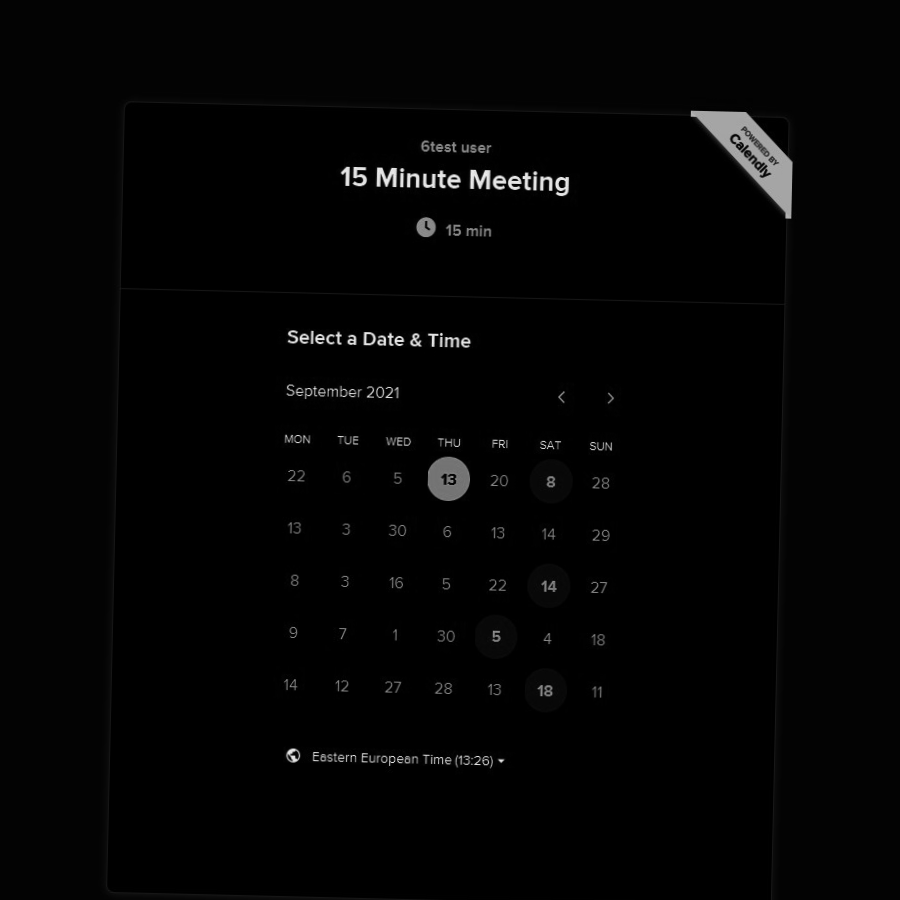 POWERED BY
Calendly
6test user
15 Minute Meeting
15 min
Select a Date & Time
September 2021
MON TUE WED THU FRI SAT SUN
22 6 5 13 20 8 28
13 3 30 6 13 14 29
8 3 16 5 22 14 27
9 7 1 30 5 4 18
14 12 27 28 13 18 11
Eastern European Time (13:26)